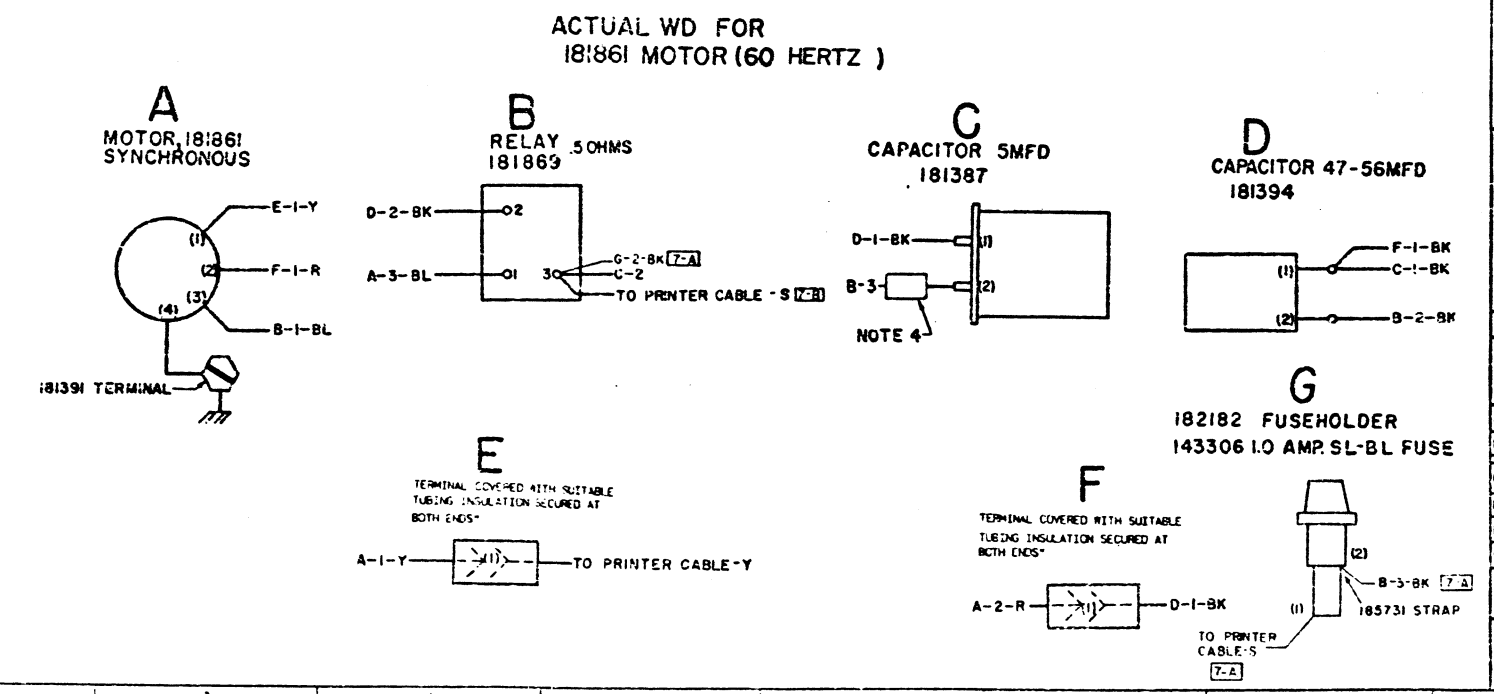 ACTUAL WD FOR
181861 MOTOR (60 HERTZ )
A
MOTOR, 181861
SYNCHRONOUS
E-1-Y
(1)
(2)
F-1-R
(3)
(4)
B-1-BL
181391 TERMINAL
B
RELAY .5 OHMS
181869
D-2-BK
2
A-3-BL
1
3
G-2-BK 7-A
C-2
TO PRINTER CABLE - S 7-B
C
CAPACITOR 5MFD
181387
D-1-BK
(1)
B-3
(2)
NOTE 4
D
CAPACITOR 47-56MFD
181394
F-1-BK
(1)
C-1-BK
(2)
B-2-BK
E
TERMINAL COVERED WITH SUITABLE
TUBING INSULATION SECURED AT
BOTH ENDS"
A-1-Y
(1)
TO PRINTER CABLE-Y
F
TERMINAL COVERED WITH SUITABLE
TUBING INSULATION SECURED AT
BOTH ENDS"
A-2-R
(1)
D-1-BK
G
182182 FUSEHOLDER
143306 1.0 AMP. SL-BL FUSE
(2)
B-3-BK 7-A
185731 STRAP
(1)
TO PRINTER
CABLE-S
7-A